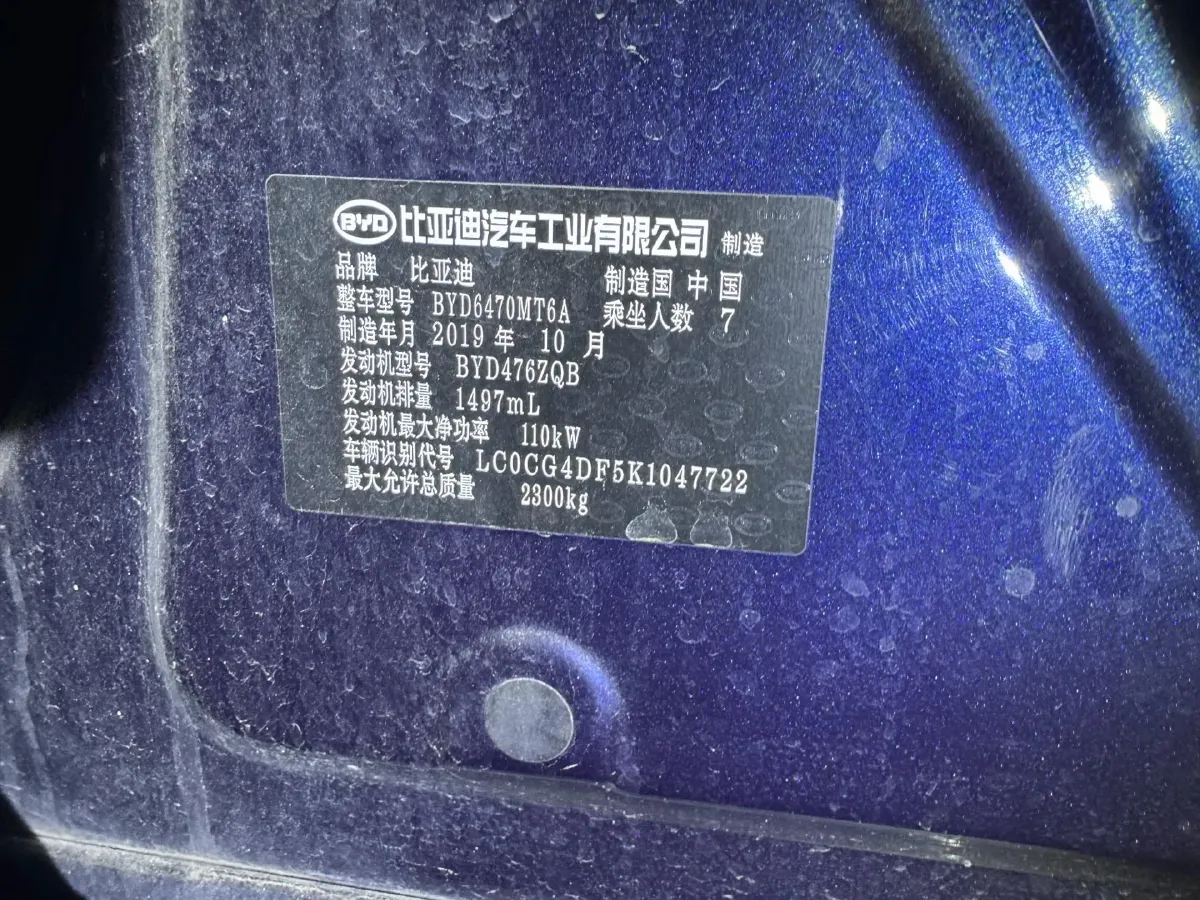 BYD 比亚迪汽车工业有限公司 制造
品牌 比亚迪 制造国 中国
整车型号 BYD6470MT6A 乘坐人数 7
制造年月 2019 年 10 月
发动机型号 BYD476ZQB
发动机排量 1497mL
发动机最大净功率 110kW
车辆识别代号 LC0CG4DF5K1047722
最大允许总质量 2300kg